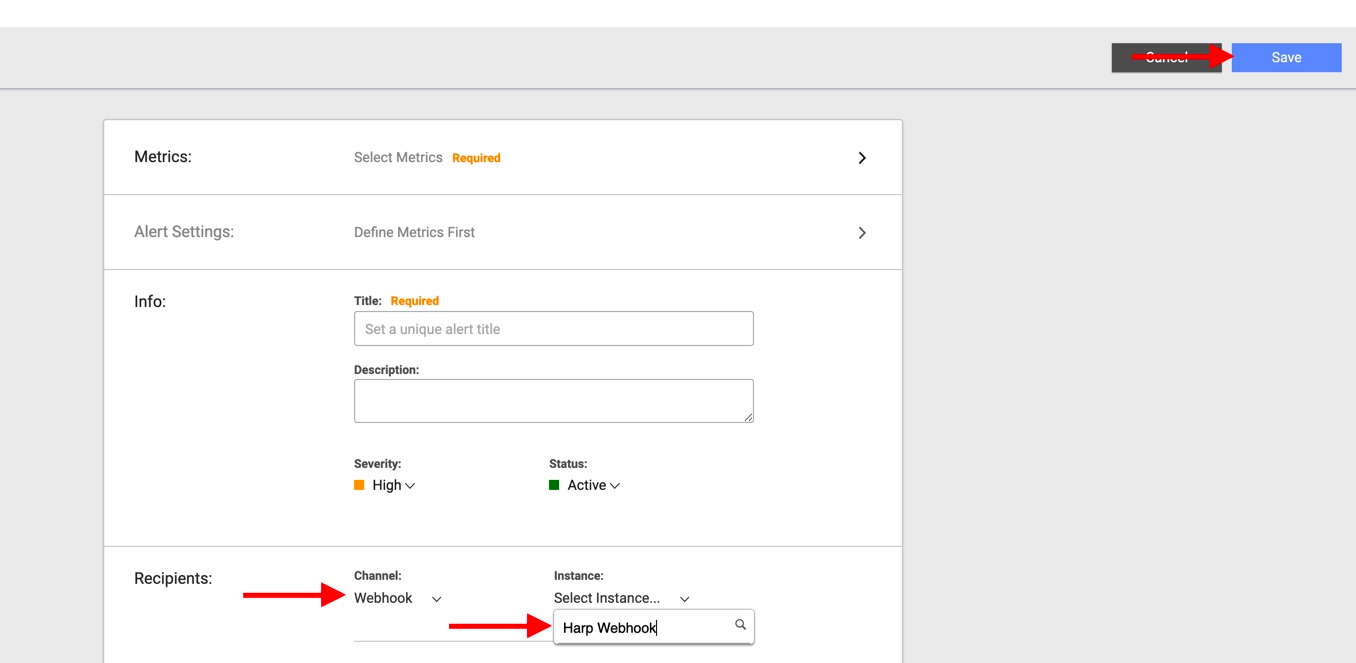 Cancel Save
Metrics: Select Metrics Required
Alert Settings: Define Metrics First
Info: Title: Required
Set a unique alert title
Description:
Severity: Status:
High Active
Recipients: Channel: Instance:
Webhook Select Instance...
Harp Webhook